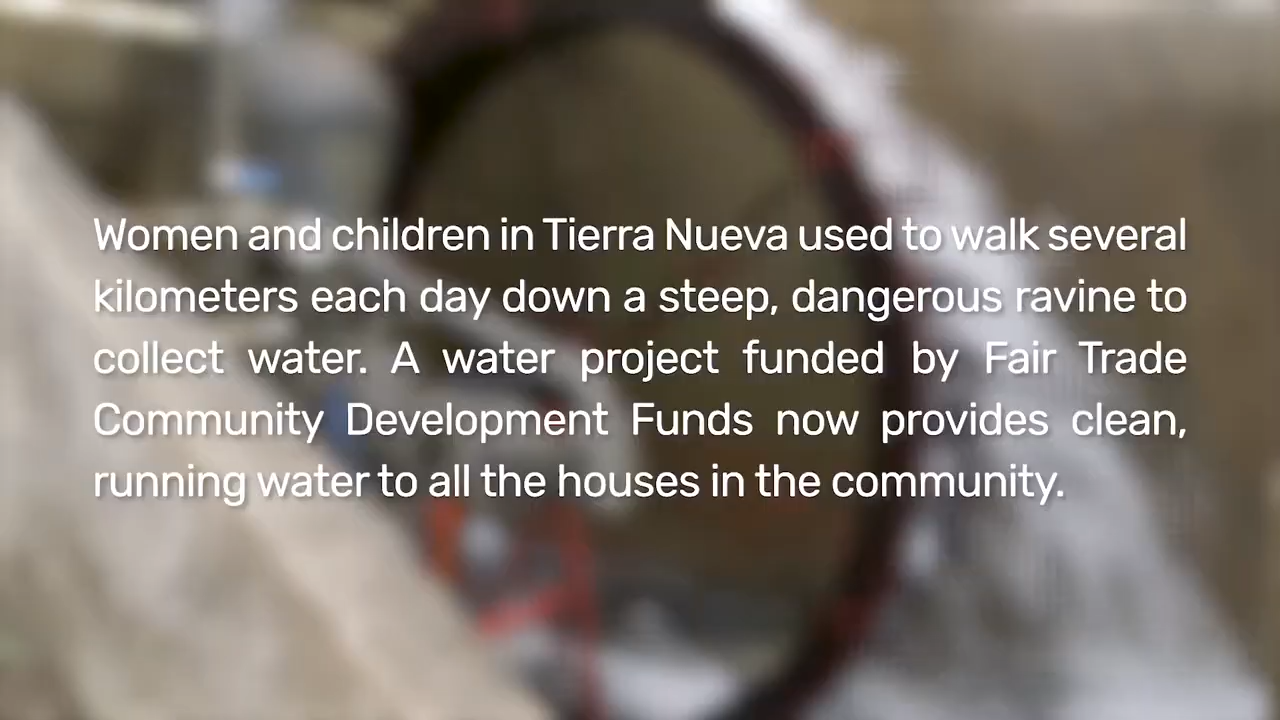 Women and children in Tierra Nueva used to walk several
kilometers each day down a steep, dangerous ravine to
collect water. A water project funded by Fair Trade
Community Development Funds now provides clean,
running water to all the houses in the community.